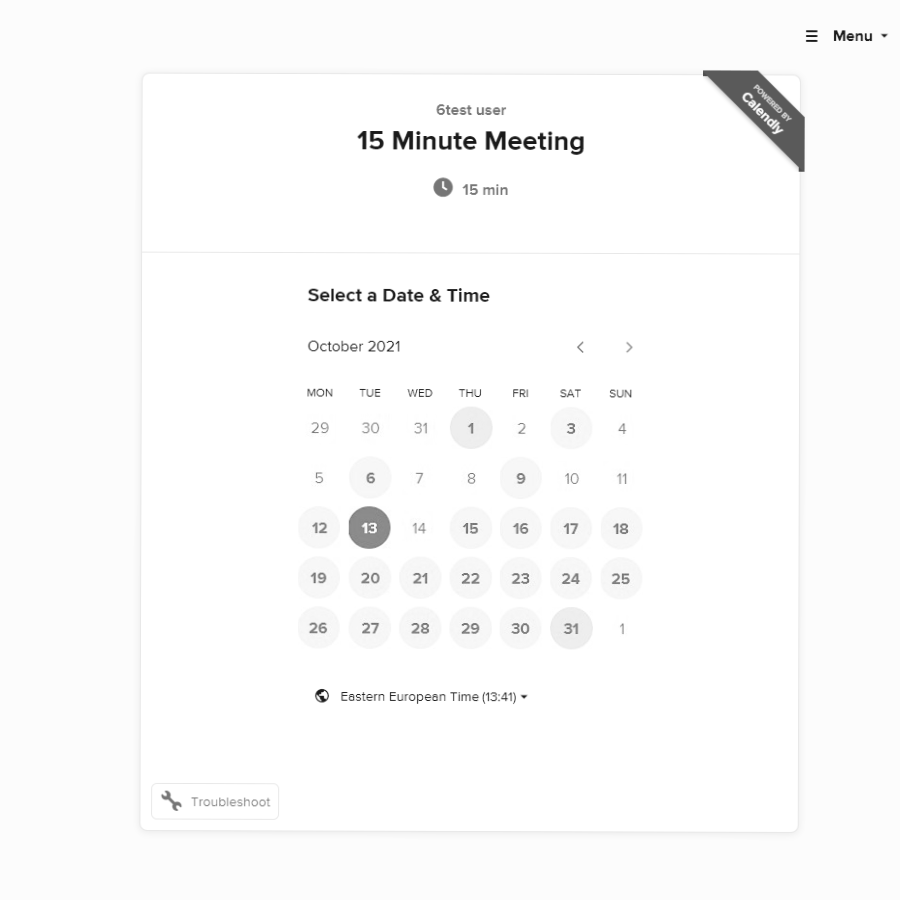 Menu
POWERED BY
Calendly
6test user
15 Minute Meeting
15 min
Select a Date & Time
October 2021
MON TUE WED THU FRI SAT SUN
29 30 31 1 2 3 4
5 6 7 8 9 10 11
12 13 14 15 16 17 18
19 20 21 22 23 24 25
26 27 28 29 30 31 1
Eastern European Time (13:41)
Troubleshoot